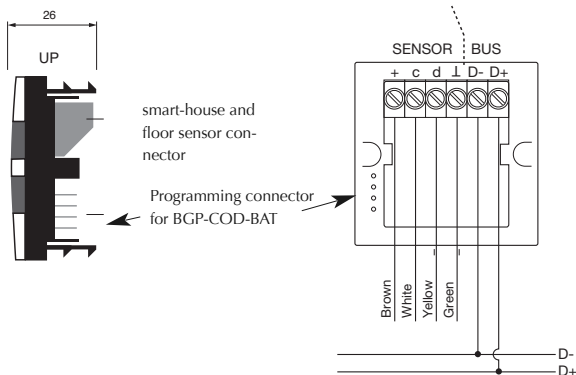 26
UP
smart-house and
floor sensor con-
nector
Programming connector
for BGP-COD-BAT
SENSOR BUS
+ c d ⊥ D- D+
Brown
White
Yellow
Green
D-
D+